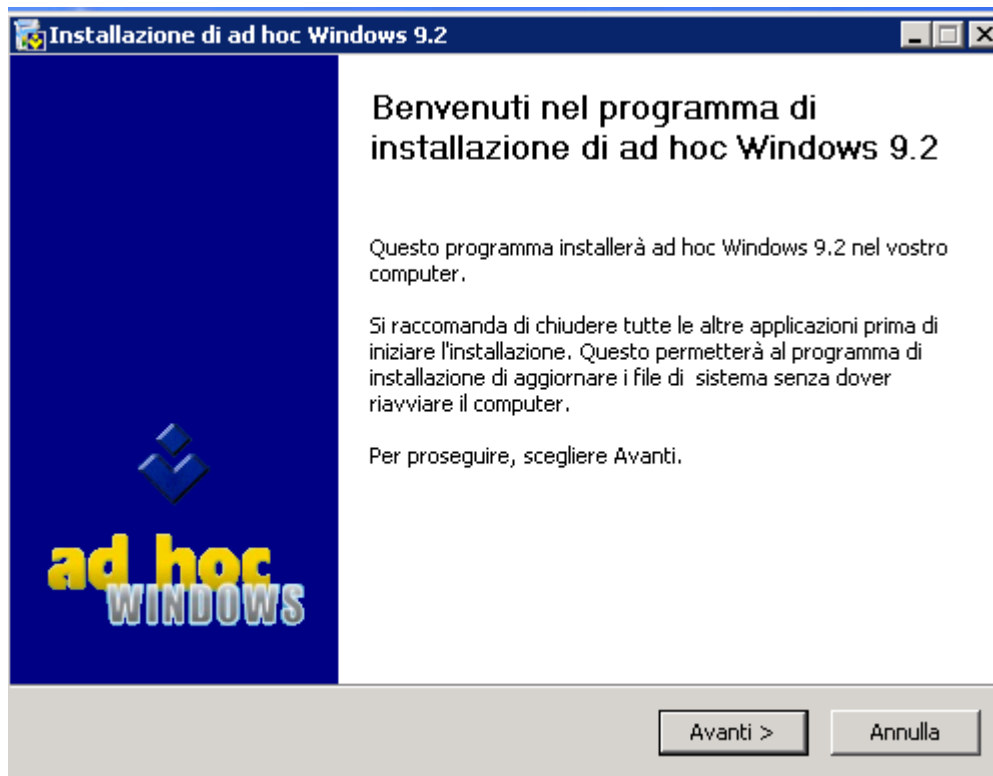 Installazione di ad hoc Windows 9.2
Benvenuti nel programma di
installazione di ad hoc Windows 9.2
Questo programma installerà ad hoc Windows 9.2 nel vostro
computer.
Si raccomanda di chiudere tutte le altre applicazioni prima di
iniziare l'installazione. Questo permetterà al programma di
installazione di aggiornare i file di  sistema senza dover
riavviare il computer.
Per proseguire, scegliere Avanti.
ad hoc
WINDOWS
Avanti >
Annulla